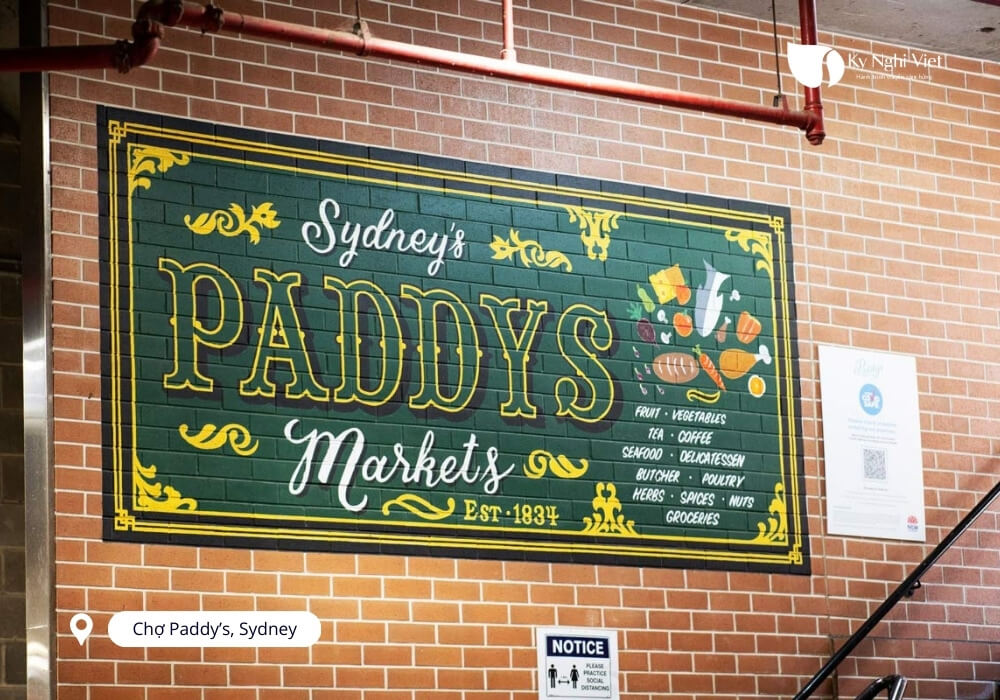 Kỳ Nghỉ Việt
Sydney's
PADDYS
Markets
EST · 1834
FRUIT · VEGETABLES
TEA · COFFEE
SEAFOOD · DELICATESSEN
BUTCHER · POULTRY
HERBS · SPICES · NUTS
GROCERIES
Chợ Paddy's, Sydney
NOTICE
PLEASE
PRACTICE
SOCIAL
DISTANCING